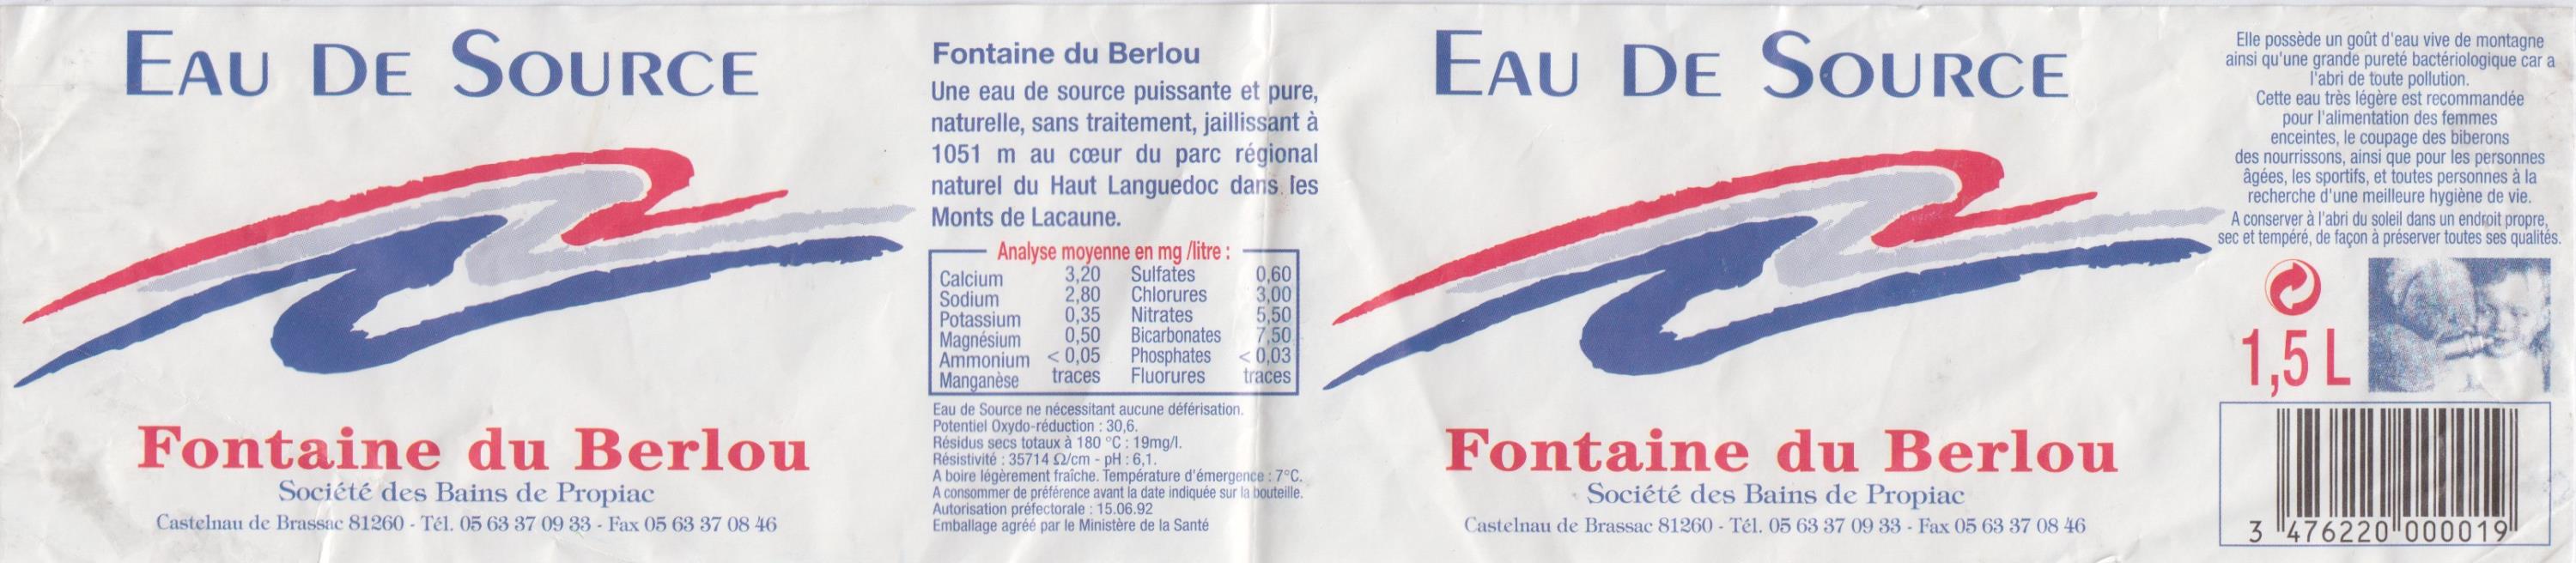 EAU DE SOURCE
Fontaine du Berlou
Société des Bains de Propiac
Castelnau de Brassac 81260 - Tél. 05 63 37 09 33 - Fax 05 63 37 08 46
Fontaine du Berlou
Une eau de source puissante et pure,
naturelle, sans traitement, jaillissant à
1051 m au cœur du parc régional
naturel du Haut Languedoc dans les
Monts de Lacaune.
Analyse moyenne en mg /litre :
Calcium 3,20 Sulfates 0,60
Sodium 2,80 Chlorures 3,00
Potassium 0,35 Nitrates 5,50
Magnésium 0,50 Bicarbonates 7,50
Ammonium < 0,05 Phosphates < 0,03
Manganèse traces Fluorures traces
Eau de Source ne nécessitant aucune déférisation.
Potentiel Oxydo-réduction : 30,6.
Résidus secs totaux à 180 °C : 19mg/l.
Résistivité : 35714 Ω/cm - pH : 6,1.
A boire légèrement fraîche. Température d'émergence : 7°C.
A consommer de préférence avant la date indiquée sur la bouteille.
Autorisation préfectorale : 15.06.92
Emballage agréé par le Ministère de la Santé
EAU DE SOURCE
Fontaine du Berlou
Société des Bains de Propiac
Castelnau de Brassac 81260 - Tél. 05 63 37 09 33 - Fax 05 63 37 08 46
Elle possède un goût d'eau vive de montagne
ainsi qu'une grande pureté bactériologique car a
l'abri de toute pollution.
Cette eau très légère est recommandée
pour l'alimentation des femmes
enceintes, le coupage des biberons
des nourrissons, ainsi que pour les personnes
âgées, les sportifs, et toutes personnes à la
recherche d'une meilleure hygiène de vie.
A conserver à l'abri du soleil dans un endroit propre,
sec et tempéré, de façon à préserver toutes ses qualités.
1,5 L
3 476220 000019